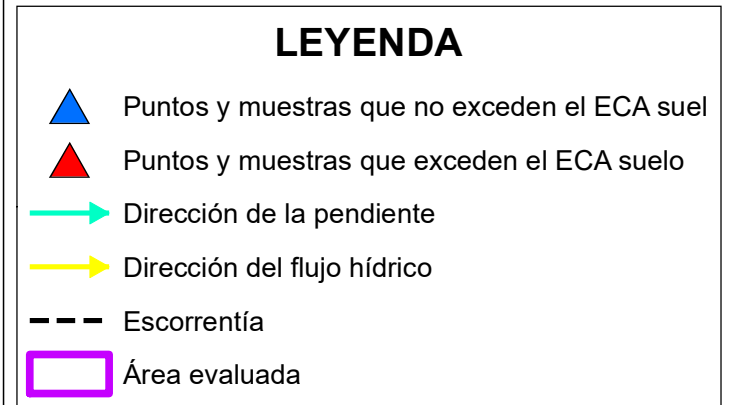 LEYENDA
Puntos y muestras que no exceden el ECA suel
Puntos y muestras que exceden el ECA suelo
Dirección de la pendiente
Dirección del flujo hídrico
Escorrentía
Área evaluada